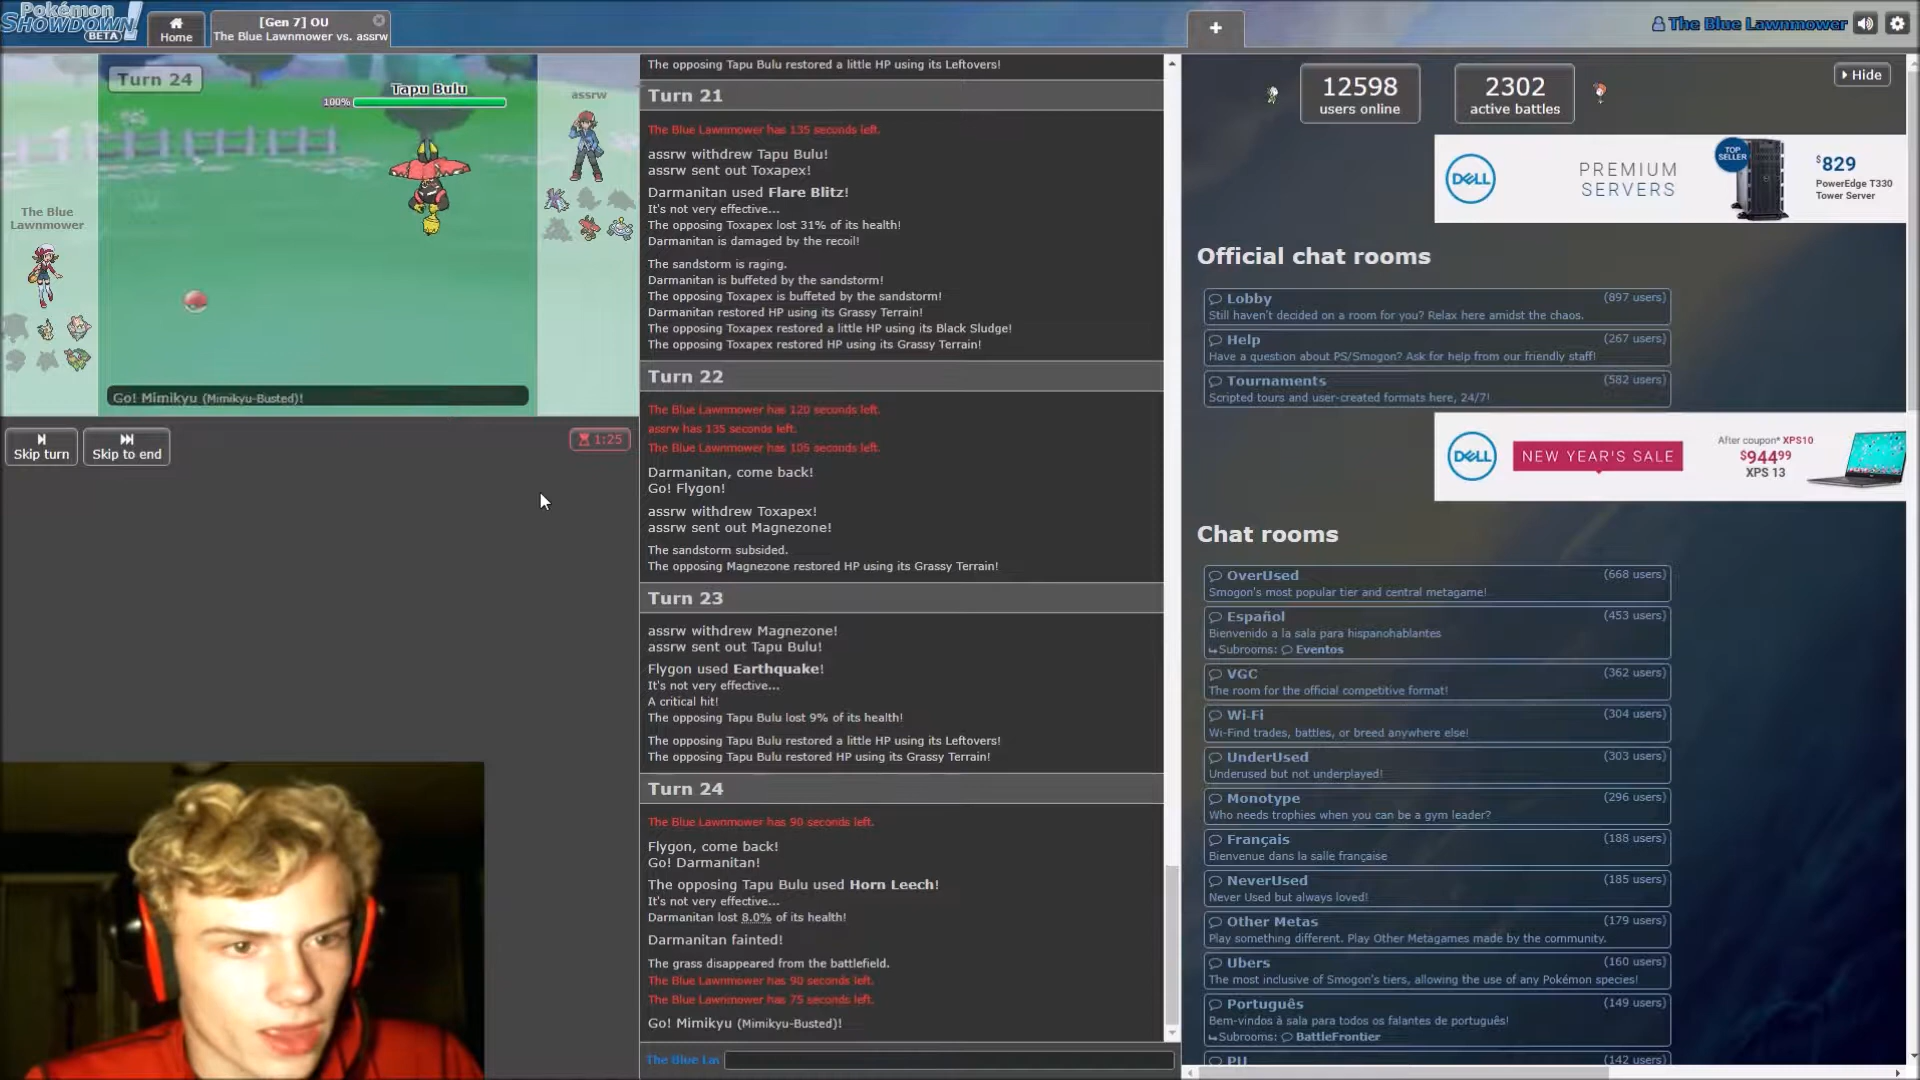 Pokémon
SHOWDOWN!
BETA
Home
[Gen 7] OU
The Blue Lawnmower vs. assrw
+
The Blue Lawnmower
Turn 24
Tapu Bulu
100%
assrw
The Blue
Lawnmower
Go! Mimikyu (Mimikyu-Busted)!
Skip turn
Skip to end
1:25
The opposing Tapu Bulu restored a little HP using its Leftovers!
Turn 21
The Blue Lawnmower has 135 seconds left.
assrw withdrew Tapu Bulu!
assrw sent out Toxapex!
Darmanitan used Flare Blitz!
It's not very effective...
The opposing Toxapex lost 31% of its health!
Darmanitan is damaged by the recoil!
The sandstorm is raging.
Darmanitan is buffeted by the sandstorm!
The opposing Toxapex is buffeted by the sandstorm!
Darmanitan restored HP using its Grassy Terrain!
The opposing Toxapex restored a little HP using its Black Sludge!
The opposing Toxapex restored HP using its Grassy Terrain!
Turn 22
The Blue Lawnmower has 120 seconds left.
assrw has 135 seconds left.
The Blue Lawnmower has 105 seconds left.
Darmanitan, come back!
Go! Flygon!
assrw withdrew Toxapex!
assrw sent out Magnezone!
The sandstorm subsided.
The opposing Magnezone restored HP using its Grassy Terrain!
Turn 23
assrw withdrew Magnezone!
assrw sent out Tapu Bulu!
Flygon used Earthquake!
It's not very effective...
A critical hit!
The opposing Tapu Bulu lost 9% of its health!
The opposing Tapu Bulu restored a little HP using its Leftovers!
The opposing Tapu Bulu restored HP using its Grassy Terrain!
Turn 24
The Blue Lawnmower has 90 seconds left.
Flygon, come back!
Go! Darmanitan!
The opposing Tapu Bulu used Horn Leech!
It's not very effective...
Darmanitan lost 8.0% of its health!
Darmanitan fainted!
The grass disappeared from the battlefield.
The Blue Lawnmower has 90 seconds left.
The Blue Lawnmower has 75 seconds left.
Go! Mimikyu (Mimikyu-Busted)!
The Blue Lav
12598
users online
2302
active battles
Hide
DELL
PREMIUM
SERVERS
TOP
SELLER
$829
PowerEdge T330
Tower Server
Official chat rooms
Lobby (897 users)
Still haven't decided on a room for you? Relax here amidst the chaos.
Help (267 users)
Have a question about PS/Smogon? Ask for help from our friendly staff!
Tournaments (582 users)
Scripted tours and user-created formats here, 24/7!
DELL
NEW YEAR'S SALE
After coupon* XPS10
$94499
XPS 13
Chat rooms
OverUsed (668 users)
Smogon's most popular tier and central metagame!
Español (453 users)
Bienvenido a la sala para hispanohablantes
Subrooms: Eventos
VGC (362 users)
The room for the official competitive format!
Wi-Fi (304 users)
Wi-Find trades, battles, or breed anywhere else!
UnderUsed (303 users)
Underused but not underplayed!
Monotype (296 users)
Who needs trophies when you can be a gym leader?
Français (188 users)
Bienvenue dans la salle française
NeverUsed (185 users)
Never Used but always loved!
Other Metas (179 users)
Play something different. Play Other Metagames made by the community.
Ubers (160 users)
The most inclusive of Smogon's tiers, allowing the use of any Pokémon species!
Português (149 users)
Bem-vindos à sala para todos os falantes de português!
Subrooms: BattleFrontier
PU (142 users)